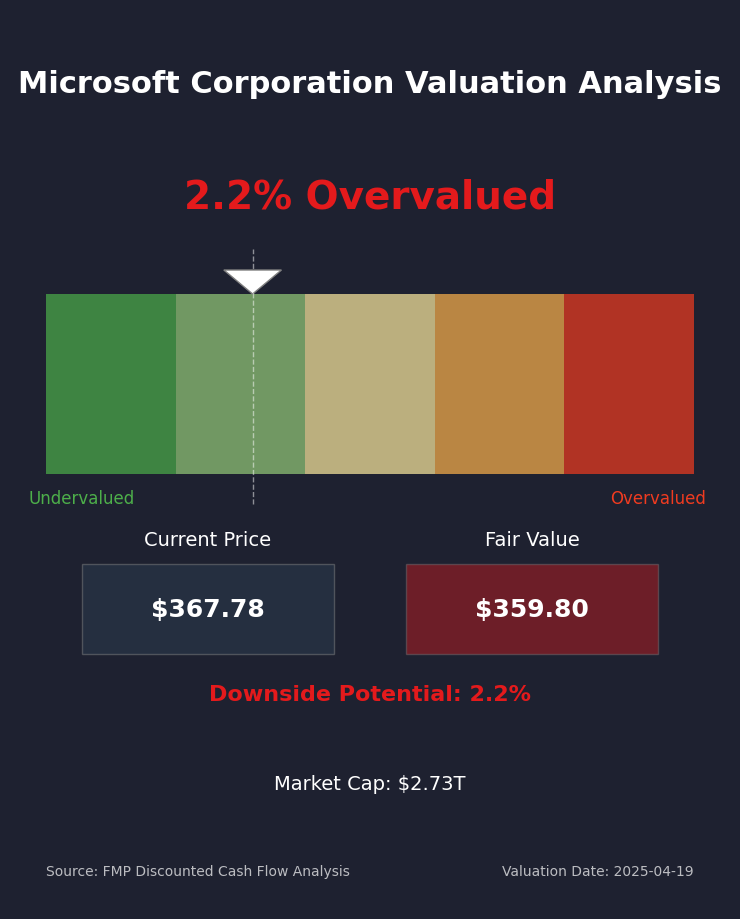 Microsoft Corporation Valuation Analysis
2.2% Overvalued
Undervalued
Overvalued
Current Price
Fair Value
$367.78
$359.80
Downside Potential: 2.2%
Market Cap: $2.73T
Source: FMP Discounted Cash Flow Analysis
Valuation Date: 2025-04-19